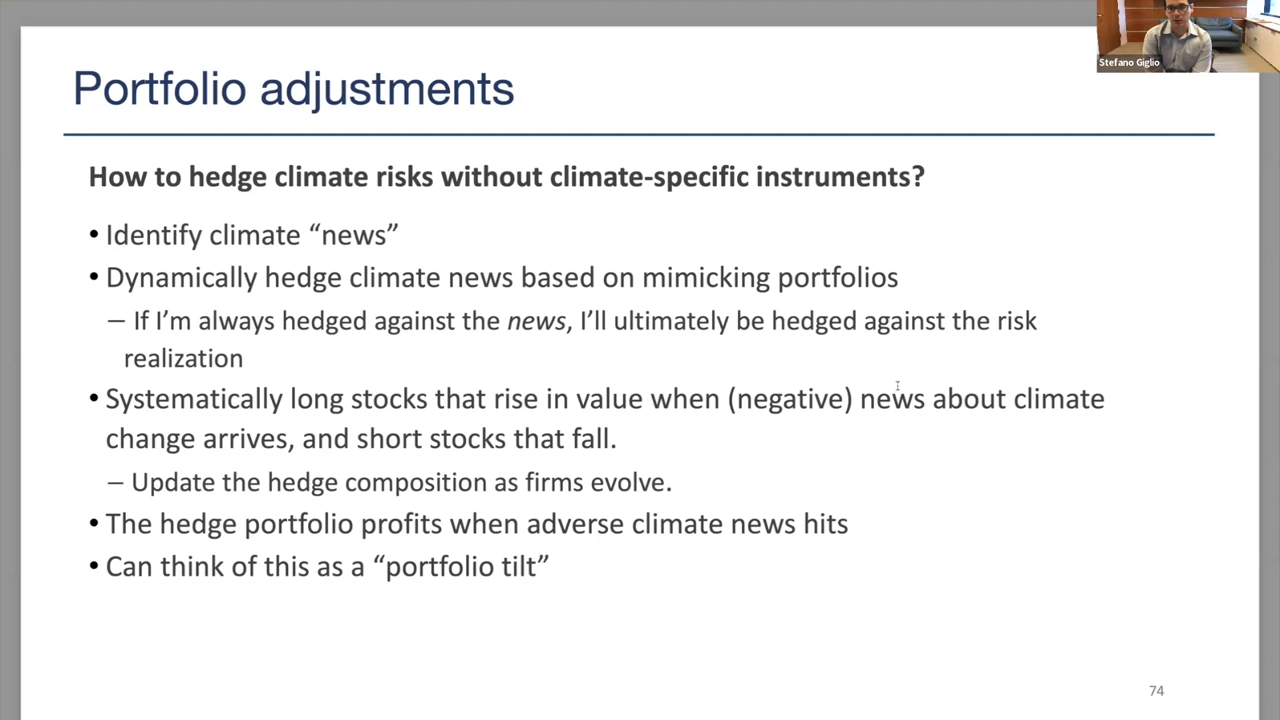 Stefano Giglio
Portfolio adjustments
How to hedge climate risks without climate-specific instruments?
• Identify climate “news”
• Dynamically hedge climate news based on mimicking portfolios
– If I’m always hedged against the news, I’ll ultimately be hedged against the risk
realization
• Systematically long stocks that rise in value when (negative) news about climate
change arrives, and short stocks that fall.
– Update the hedge composition as firms evolve.
• The hedge portfolio profits when adverse climate news hits
• Can think of this as a “portfolio tilt”
74